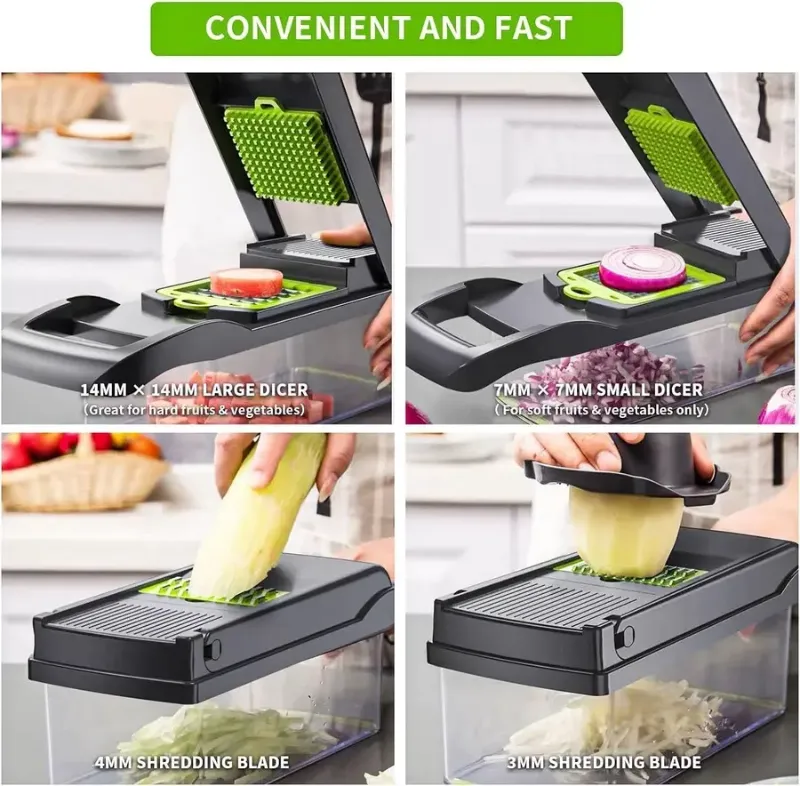 CONVENIENT AND FAST
14MM × 14MM LARGE DICER
(Great for hard fruits & vegetables)
7MM × 7MM SMALL DICER
( For soft fruits & vegetables only)
4MM SHREDDING BLADE
3MM SHREDDING BLADE